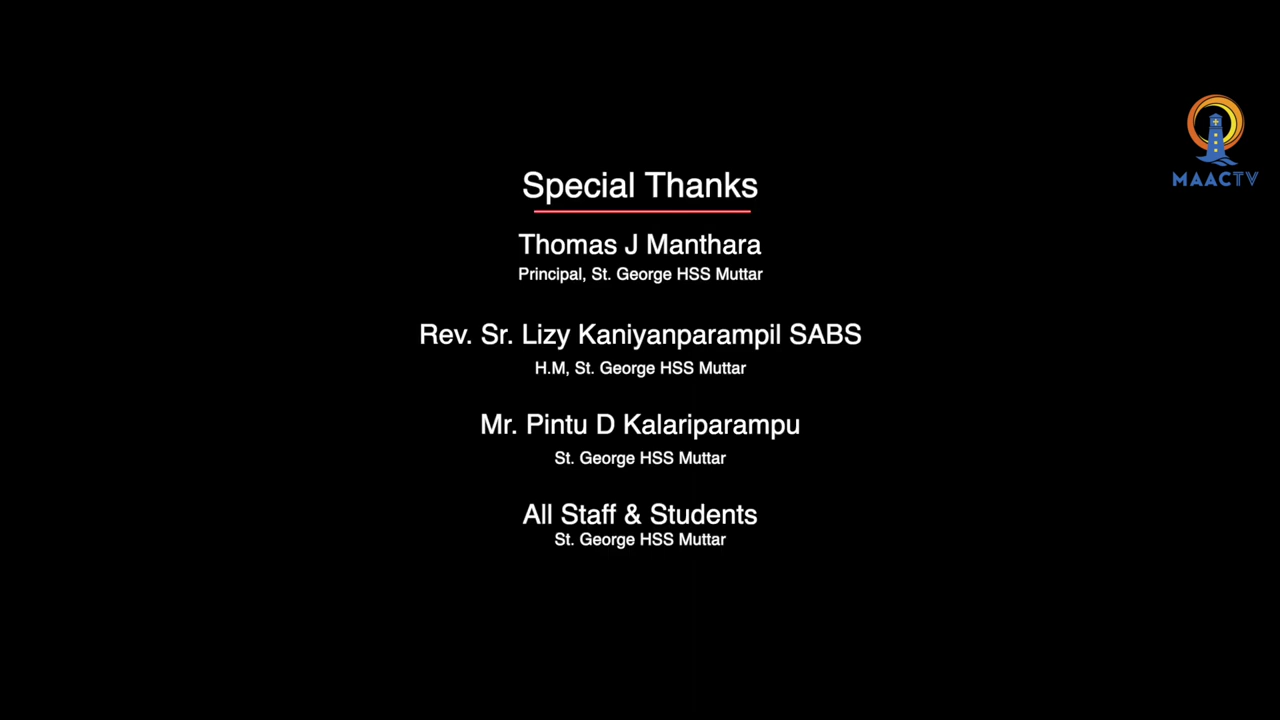 MAACTV
Special Thanks
Thomas J Manthara
Principal, St. George HSS Muttar
Rev. Sr. Lizy Kaniyanparampil SABS
H.M, St. George HSS Muttar
Mr. Pintu D Kalariparampu
St. George HSS Muttar
All Staff & Students
St. George HSS Muttar